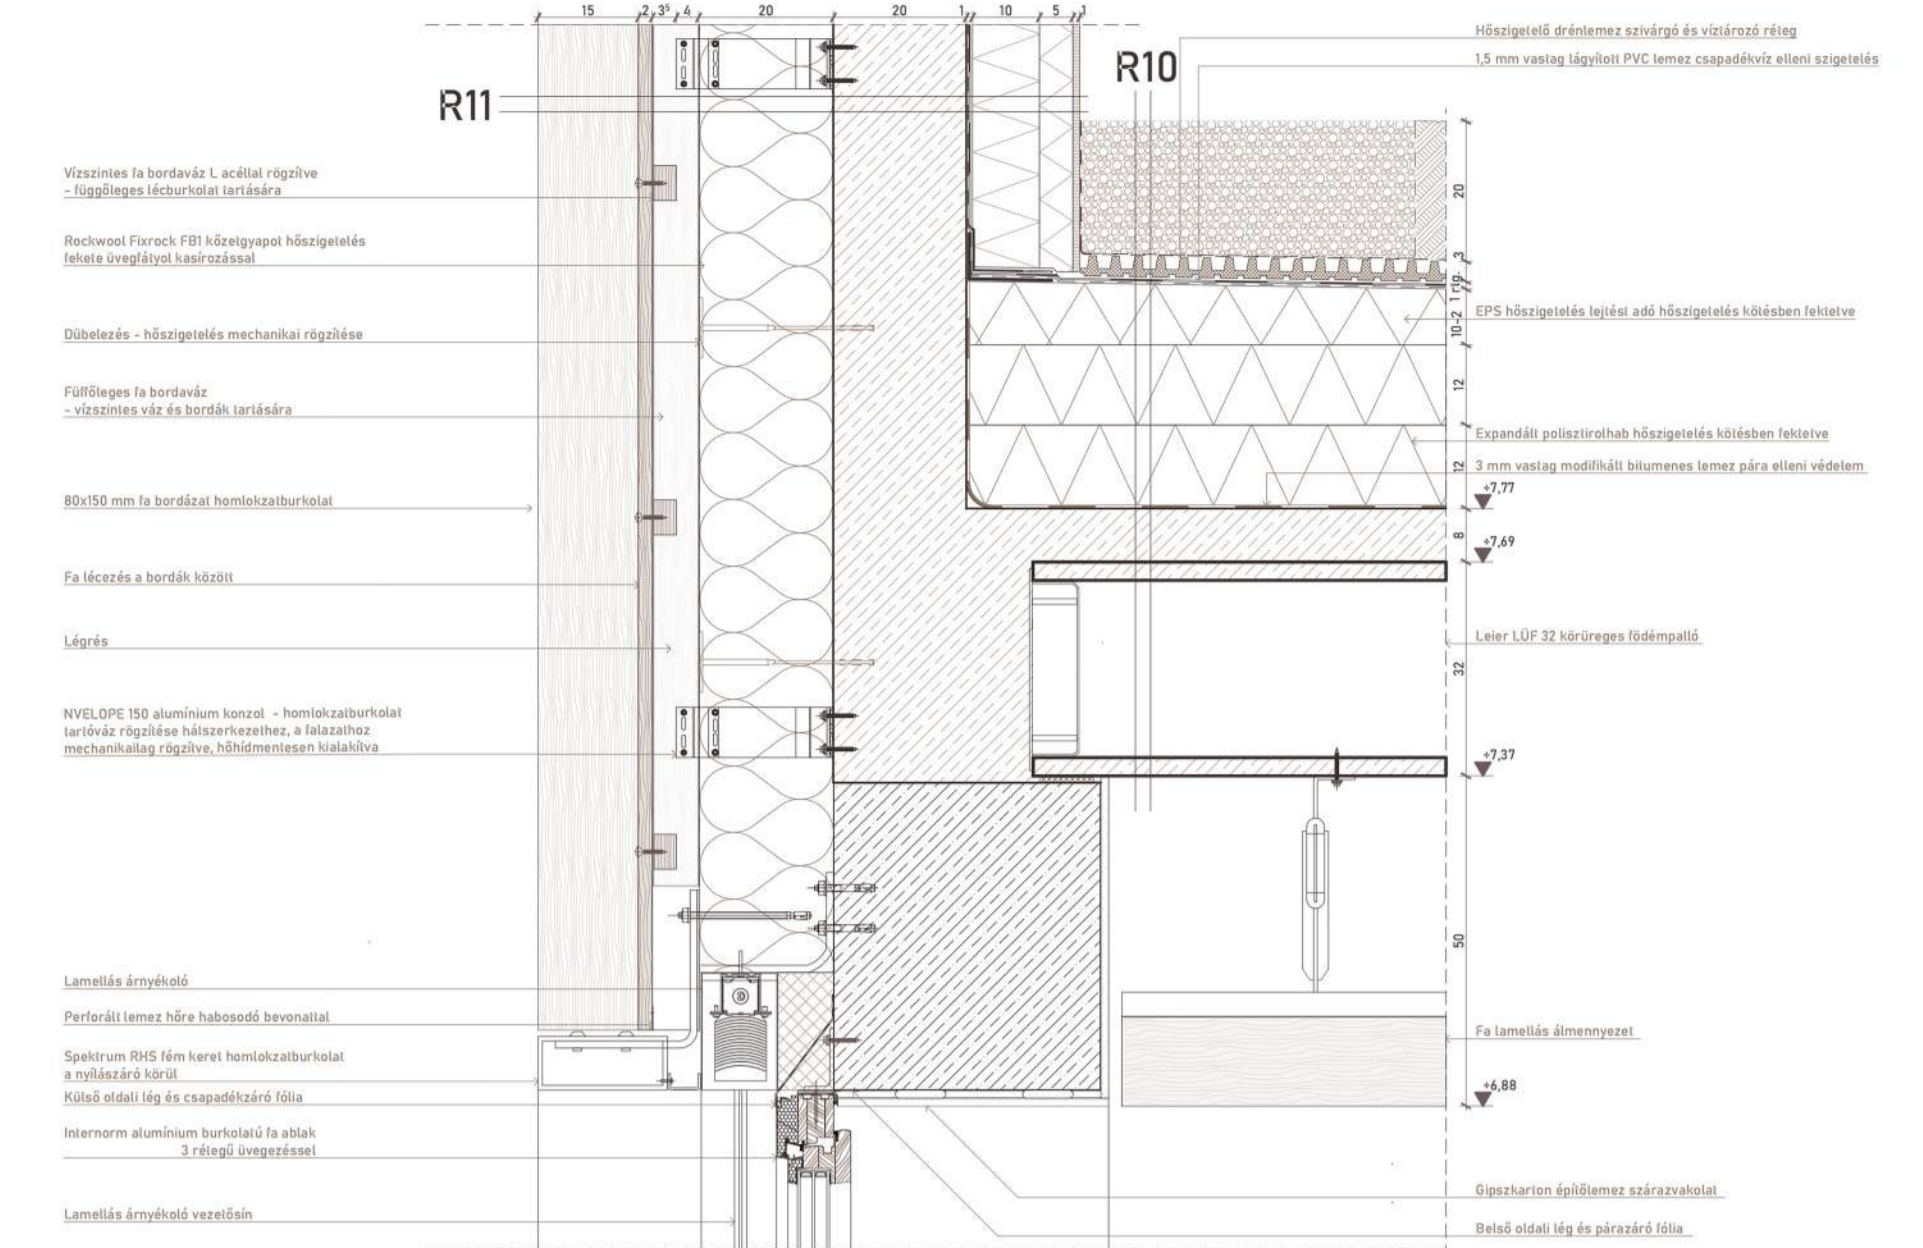 15 2 3⁵ 4 20 20 1 10 5 1
R11
R10
Vízszintes fa bordaváz L acéllal rögzítve
- függőleges lécburkolat tartására
Rockwool Fixrock FB1 kőzetgyapot hőszigetelés
fekete üvegfátyol kasírozással
Dübelezés - hőszigetelés mechanikai rögzítése
Füffőleges fa bordaváz
- vízszintes váz és bordák tartására
80x150 mm fa bordázat homlokzatburkolat
Fa lécezés a bordák között
Légrés
NVELOPE 150 alumínium konzol - homlokzatburkolat
tartóváz rögzítése hátszerkezethez, a falazathoz
mechanikailag rögzítve, hőhídmentesen kialakítva
Lamellás árnyékoló
Perforált lemez hőre habosodó bevonattal
Spektrum RHS fém keret homlokzatburkolat
a nyílászáró körül
Külső oldali lég és csapadékzáró fólia
Internorm alumínium burkolatú fa ablak
3 rétegű üvegezéssel
Lamellás árnyékoló vezetősín
Hőszigetelő drénlemez szivárgó és víztározó réteg
1,5 mm vastag lágyított PVC lemez csapadékvíz elleni szigetelés
20
3
1 rtg.
10-2
EPS hőszigetelés lejtést adó hőszigetelés kötésben fektetve
12
Expandált polisztirolhab hőszigetelés kötésben fektetve
12
3 mm vastag modifikált bitumenes lemez pára elleni védelem
+7,77
8
+7,69
Leier LÜF 32 körüreges födémpalló
32
+7,37
50
Fa lamellás álmennyezet
+6,88
Gipszkarton építőlemez szárazvakolat
Belső oldali lég és párazáró fólia